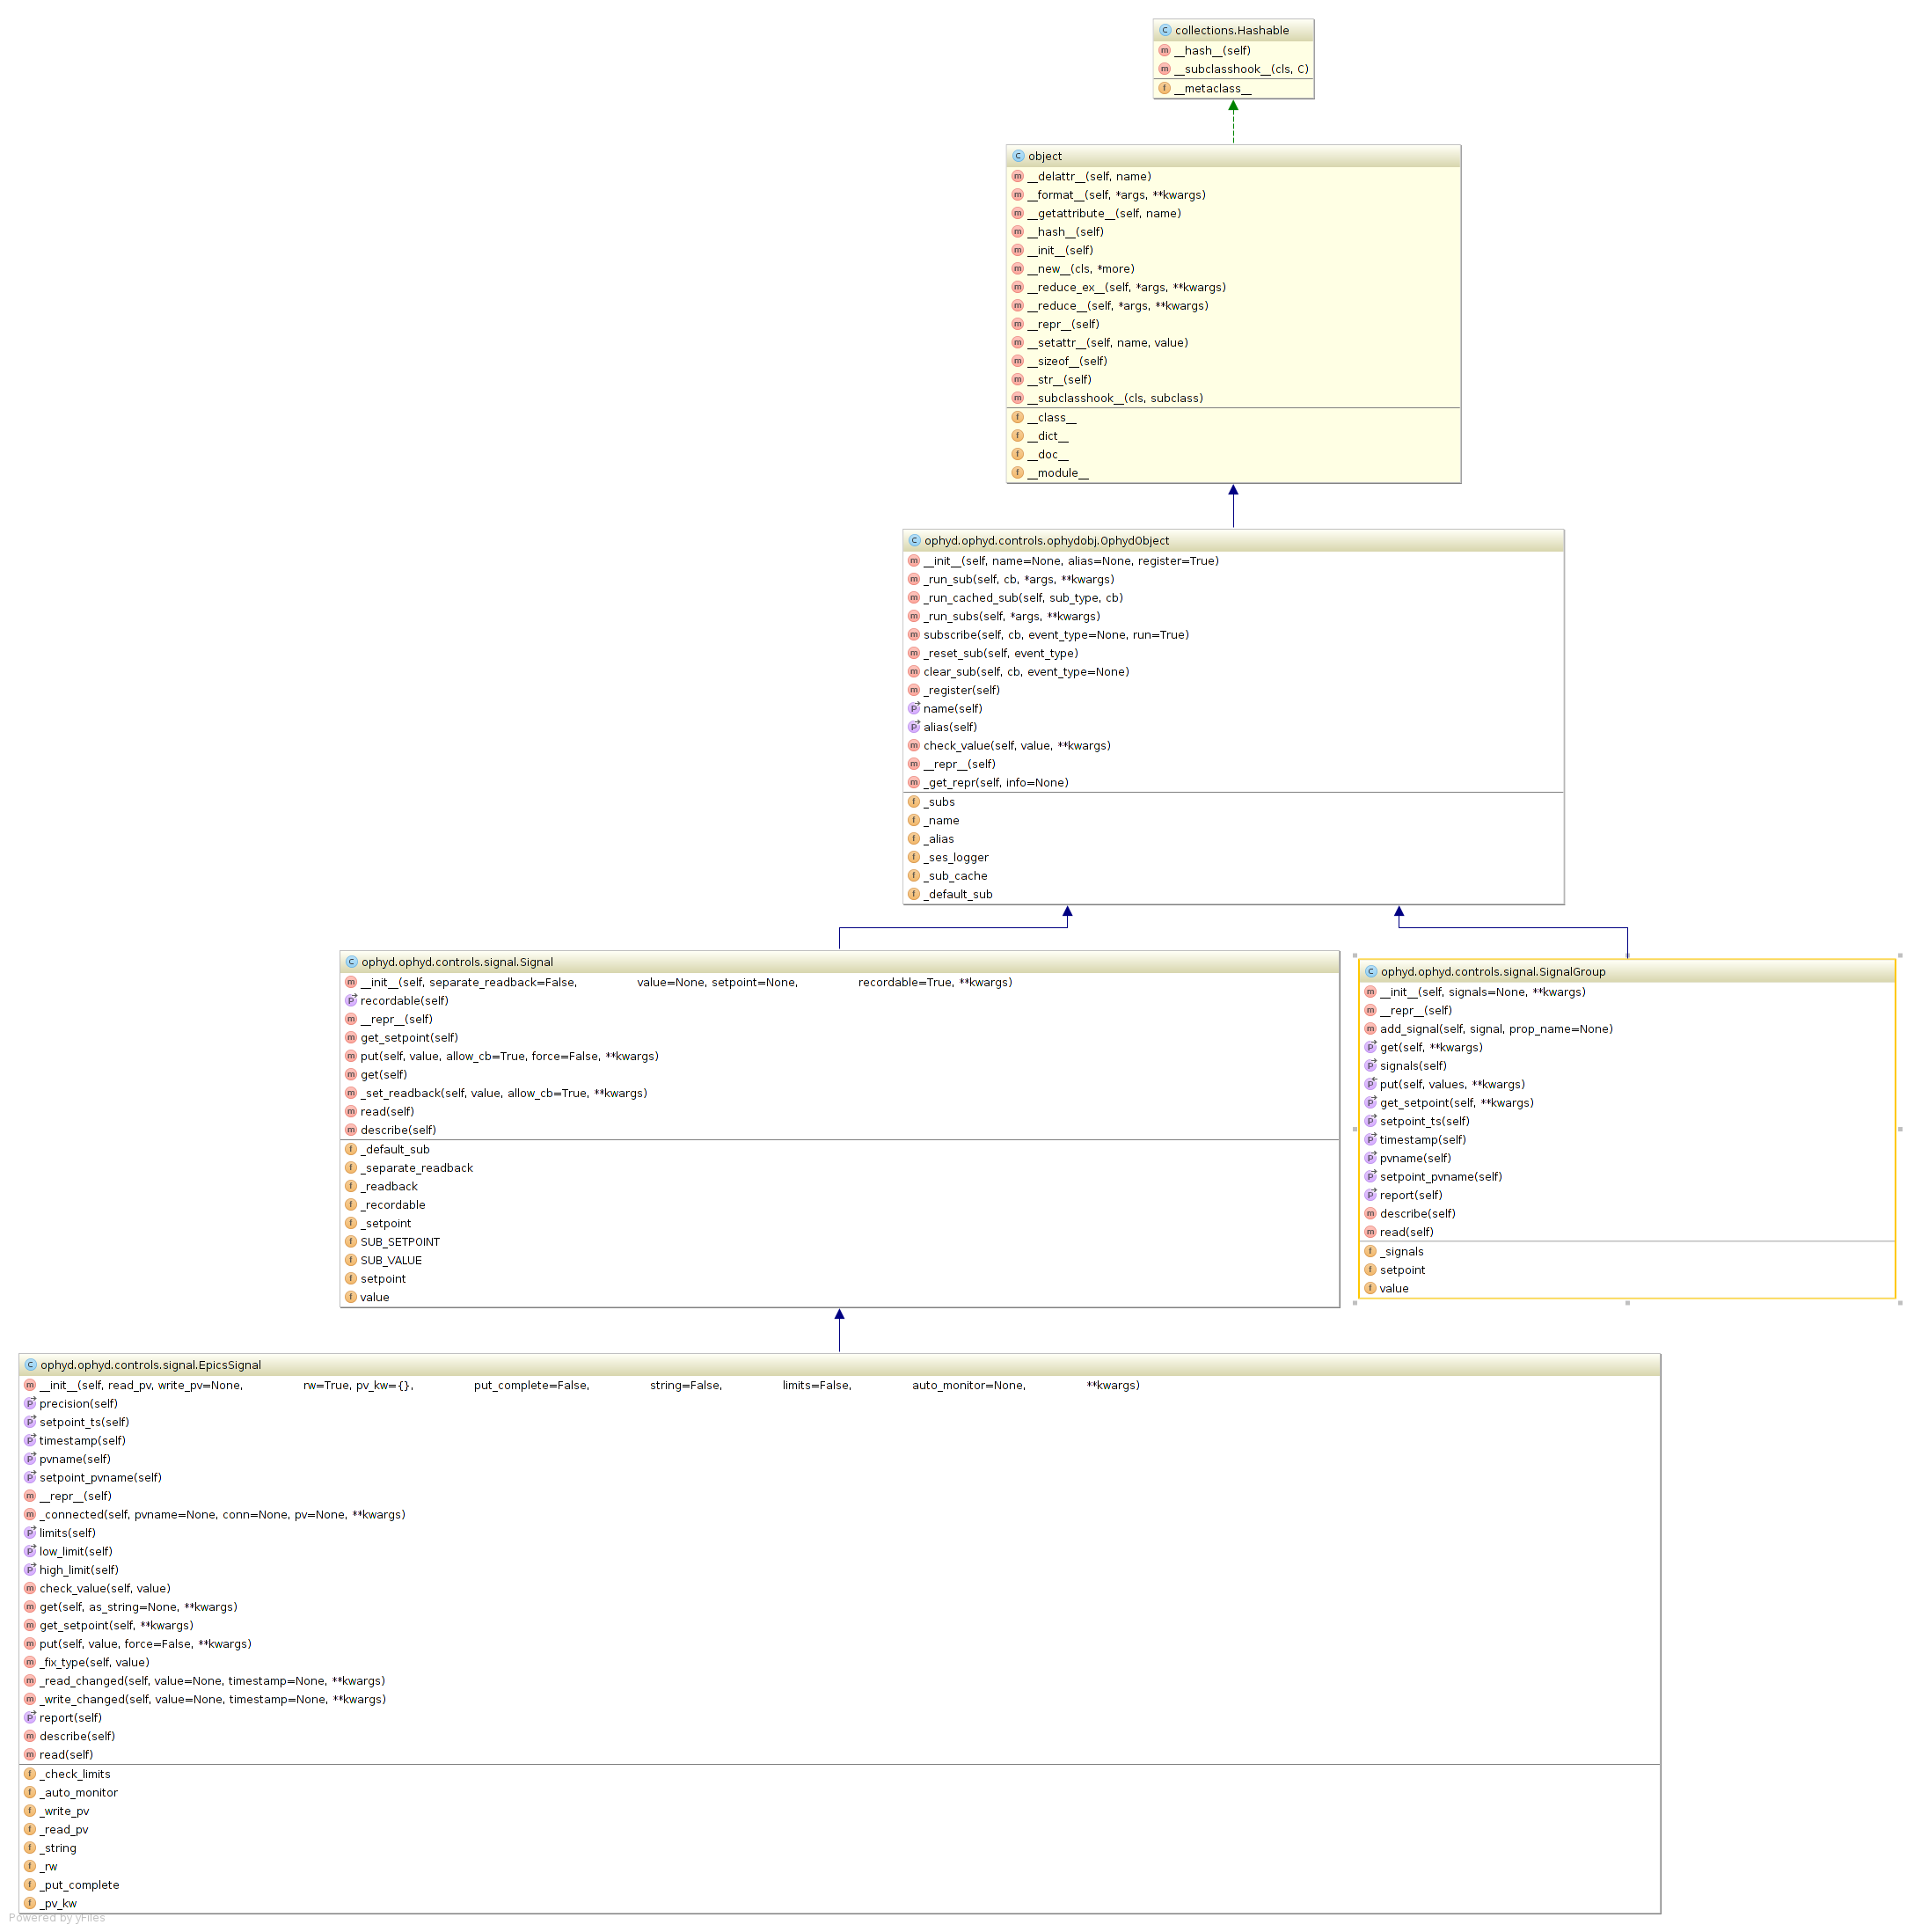 collections.Hashable
__hash__(self)
__subclasshook__(cls, C)
__metaclass__
object
__delattr__(self, name)
__format__(self, *args, **kwargs)
__getattribute__(self, name)
__hash__(self)
__init__(self)
__new__(cls, *more)
__reduce_ex__(self, *args, **kwargs)
__reduce__(self, *args, **kwargs)
__repr__(self)
__setattr__(self, name, value)
__sizeof__(self)
__str__(self)
__subclasshook__(cls, subclass)
__class__
__dict__
__doc__
__module__
ophyd.ophyd.controls.ophydobj.OphydObject
__init__(self, name=None, alias=None, register=True)
_run_sub(self, cb, *args, **kwargs)
_run_cached_sub(self, sub_type, cb)
_run_subs(self, *args, **kwargs)
subscribe(self, cb, event_type=None, run=True)
_reset_sub(self, event_type)
clear_sub(self, cb, event_type=None)
_register(self)
name(self)
alias(self)
check_value(self, value, **kwargs)
__repr__(self)
_get_repr(self, info=None)
_subs
_name
_alias
_ses_logger
_sub_cache
_default_sub
ophyd.ophyd.controls.signal.Signal
__init__(self, separate_readback=False, value=None, setpoint=None, recordable=True, **kwargs)
recordable(self)
__repr__(self)
get_setpoint(self)
put(self, value, allow_cb=True, force=False, **kwargs)
get(self)
_set_readback(self, value, allow_cb=True, **kwargs)
read(self)
describe(self)
_default_sub
_separate_readback
_readback
_recordable
_setpoint
SUB_SETPOINT
SUB_VALUE
setpoint
value
ophyd.ophyd.controls.signal.SignalGroup
__init__(self, signals=None, **kwargs)
__repr__(self)
add_signal(self, signal, prop_name=None)
get(self, **kwargs)
signals(self)
put(self, values, **kwargs)
get_setpoint(self, **kwargs)
setpoint_ts(self)
timestamp(self)
pvname(self)
setpoint_pvname(self)
report(self)
describe(self)
read(self)
_signals
setpoint
value
ophyd.ophyd.controls.signal.EpicsSignal
__init__(self, read_pv, write_pv=None, rw=True, pv_kw={}, put_complete=False, string=False, limits=False, auto_monitor=None, **kwargs)
precision(self)
setpoint_ts(self)
timestamp(self)
pvname(self)
setpoint_pvname(self)
__repr__(self)
_connected(self, pvname=None, conn=None, pv=None, **kwargs)
limits(self)
low_limit(self)
high_limit(self)
check_value(self, value)
get(self, as_string=None, **kwargs)
get_setpoint(self, **kwargs)
put(self, value, force=False, **kwargs)
_fix_type(self, value)
_read_changed(self, value=None, timestamp=None, **kwargs)
_write_changed(self, value=None, timestamp=None, **kwargs)
report(self)
describe(self)
read(self)
_check_limits
_auto_monitor
_write_pv
_read_pv
_string
_rw
_put_complete
_pv_kw
Powered by yFiles